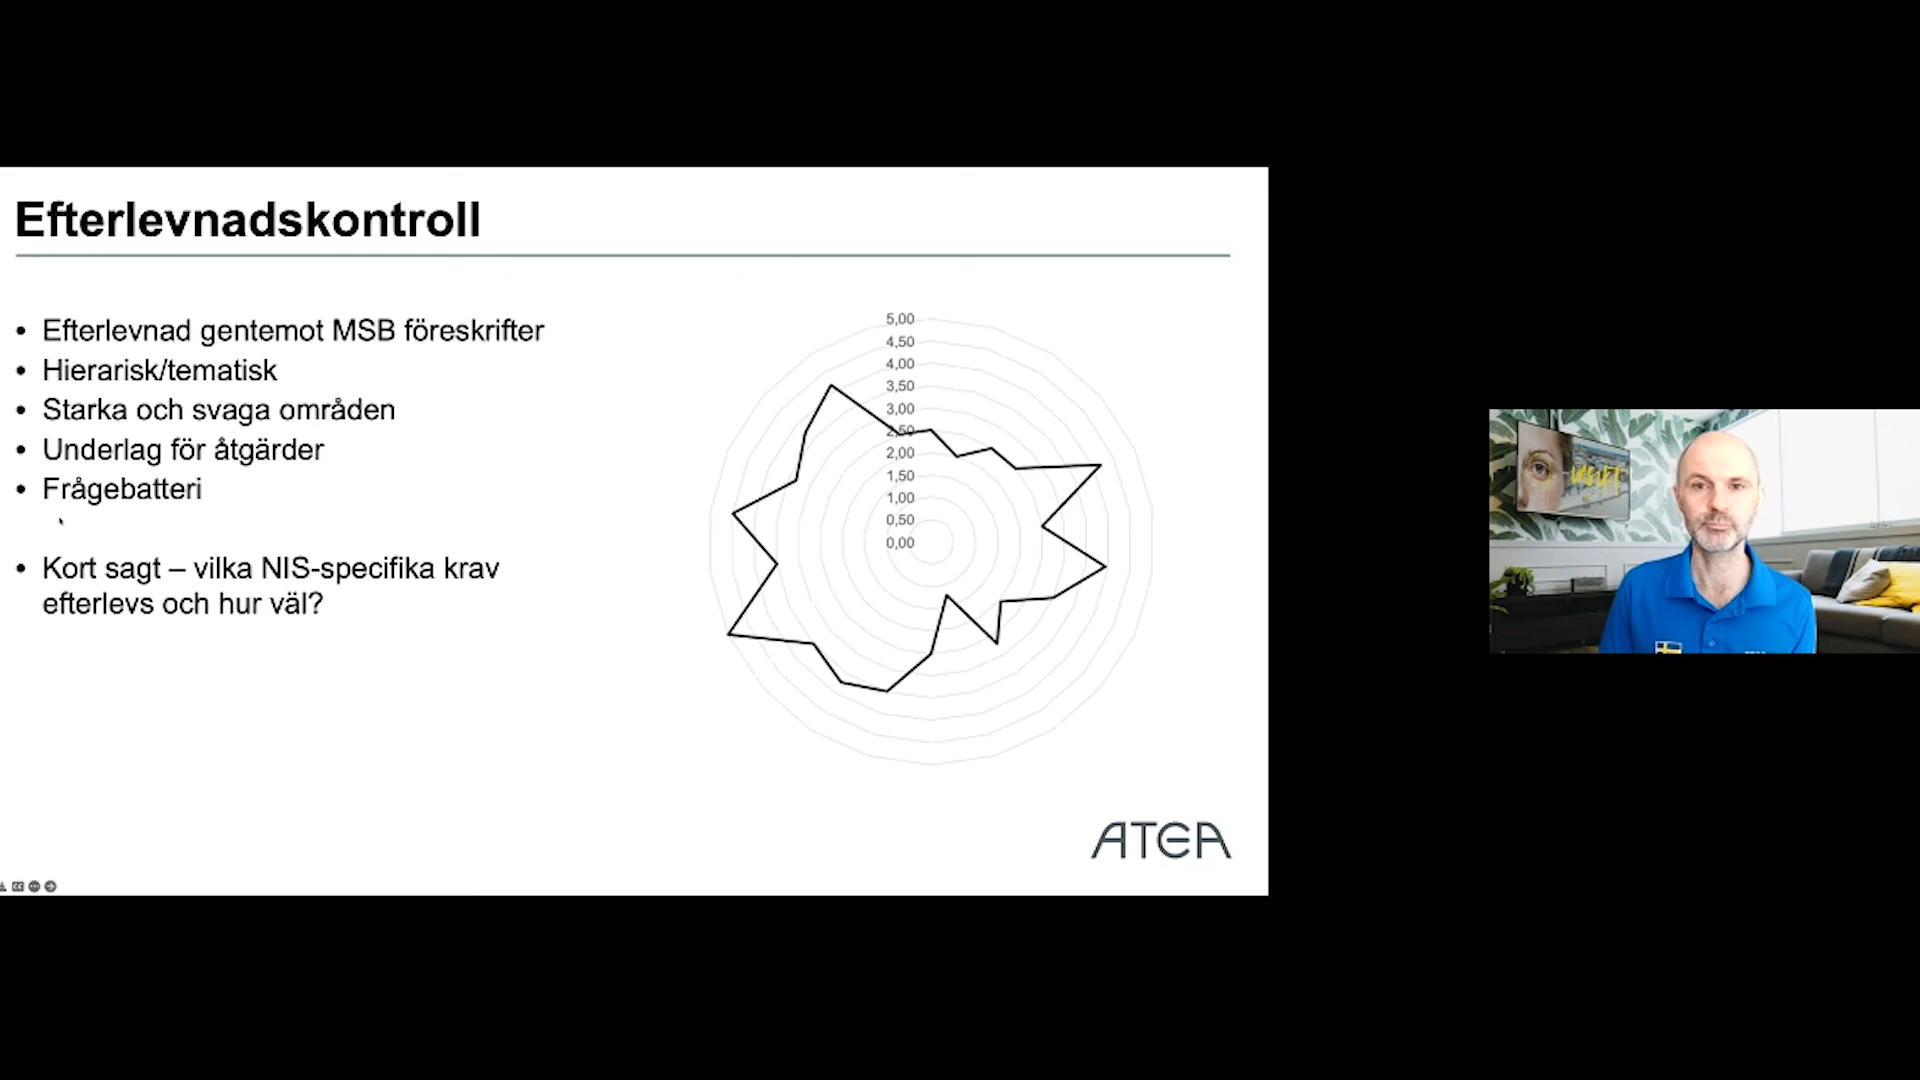 Efterlevnadskontroll
• Efterlevnad gentemot MSB föreskrifter
• Hierarisk/tematisk
• Starka och svaga områden
• Underlag för åtgärder
• Frågebatteri
• Kort sagt – vilka NIS-specifika krav
efterlevs och hur väl?
5,00
4,50
4,00
3,50
3,00
2,50
2,00
1,50
1,00
0,50
0,00
ATEA